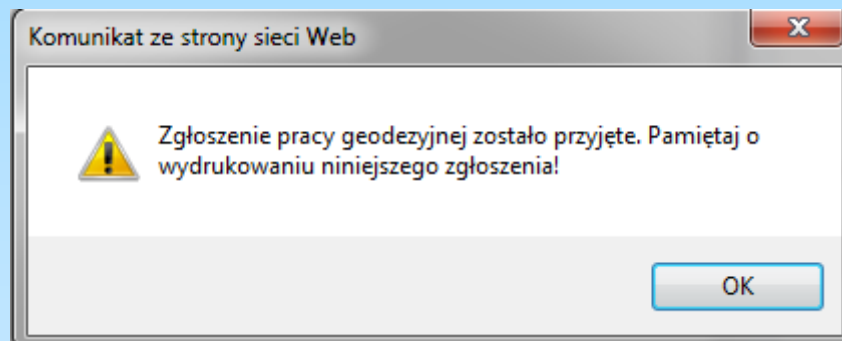 Komunikat ze strony sieci Web
Zgłoszenie pracy geodezyjnej zostało przyjęte. Pamiętaj o
wydrukowaniu niniejszego zgłoszenia!
OK